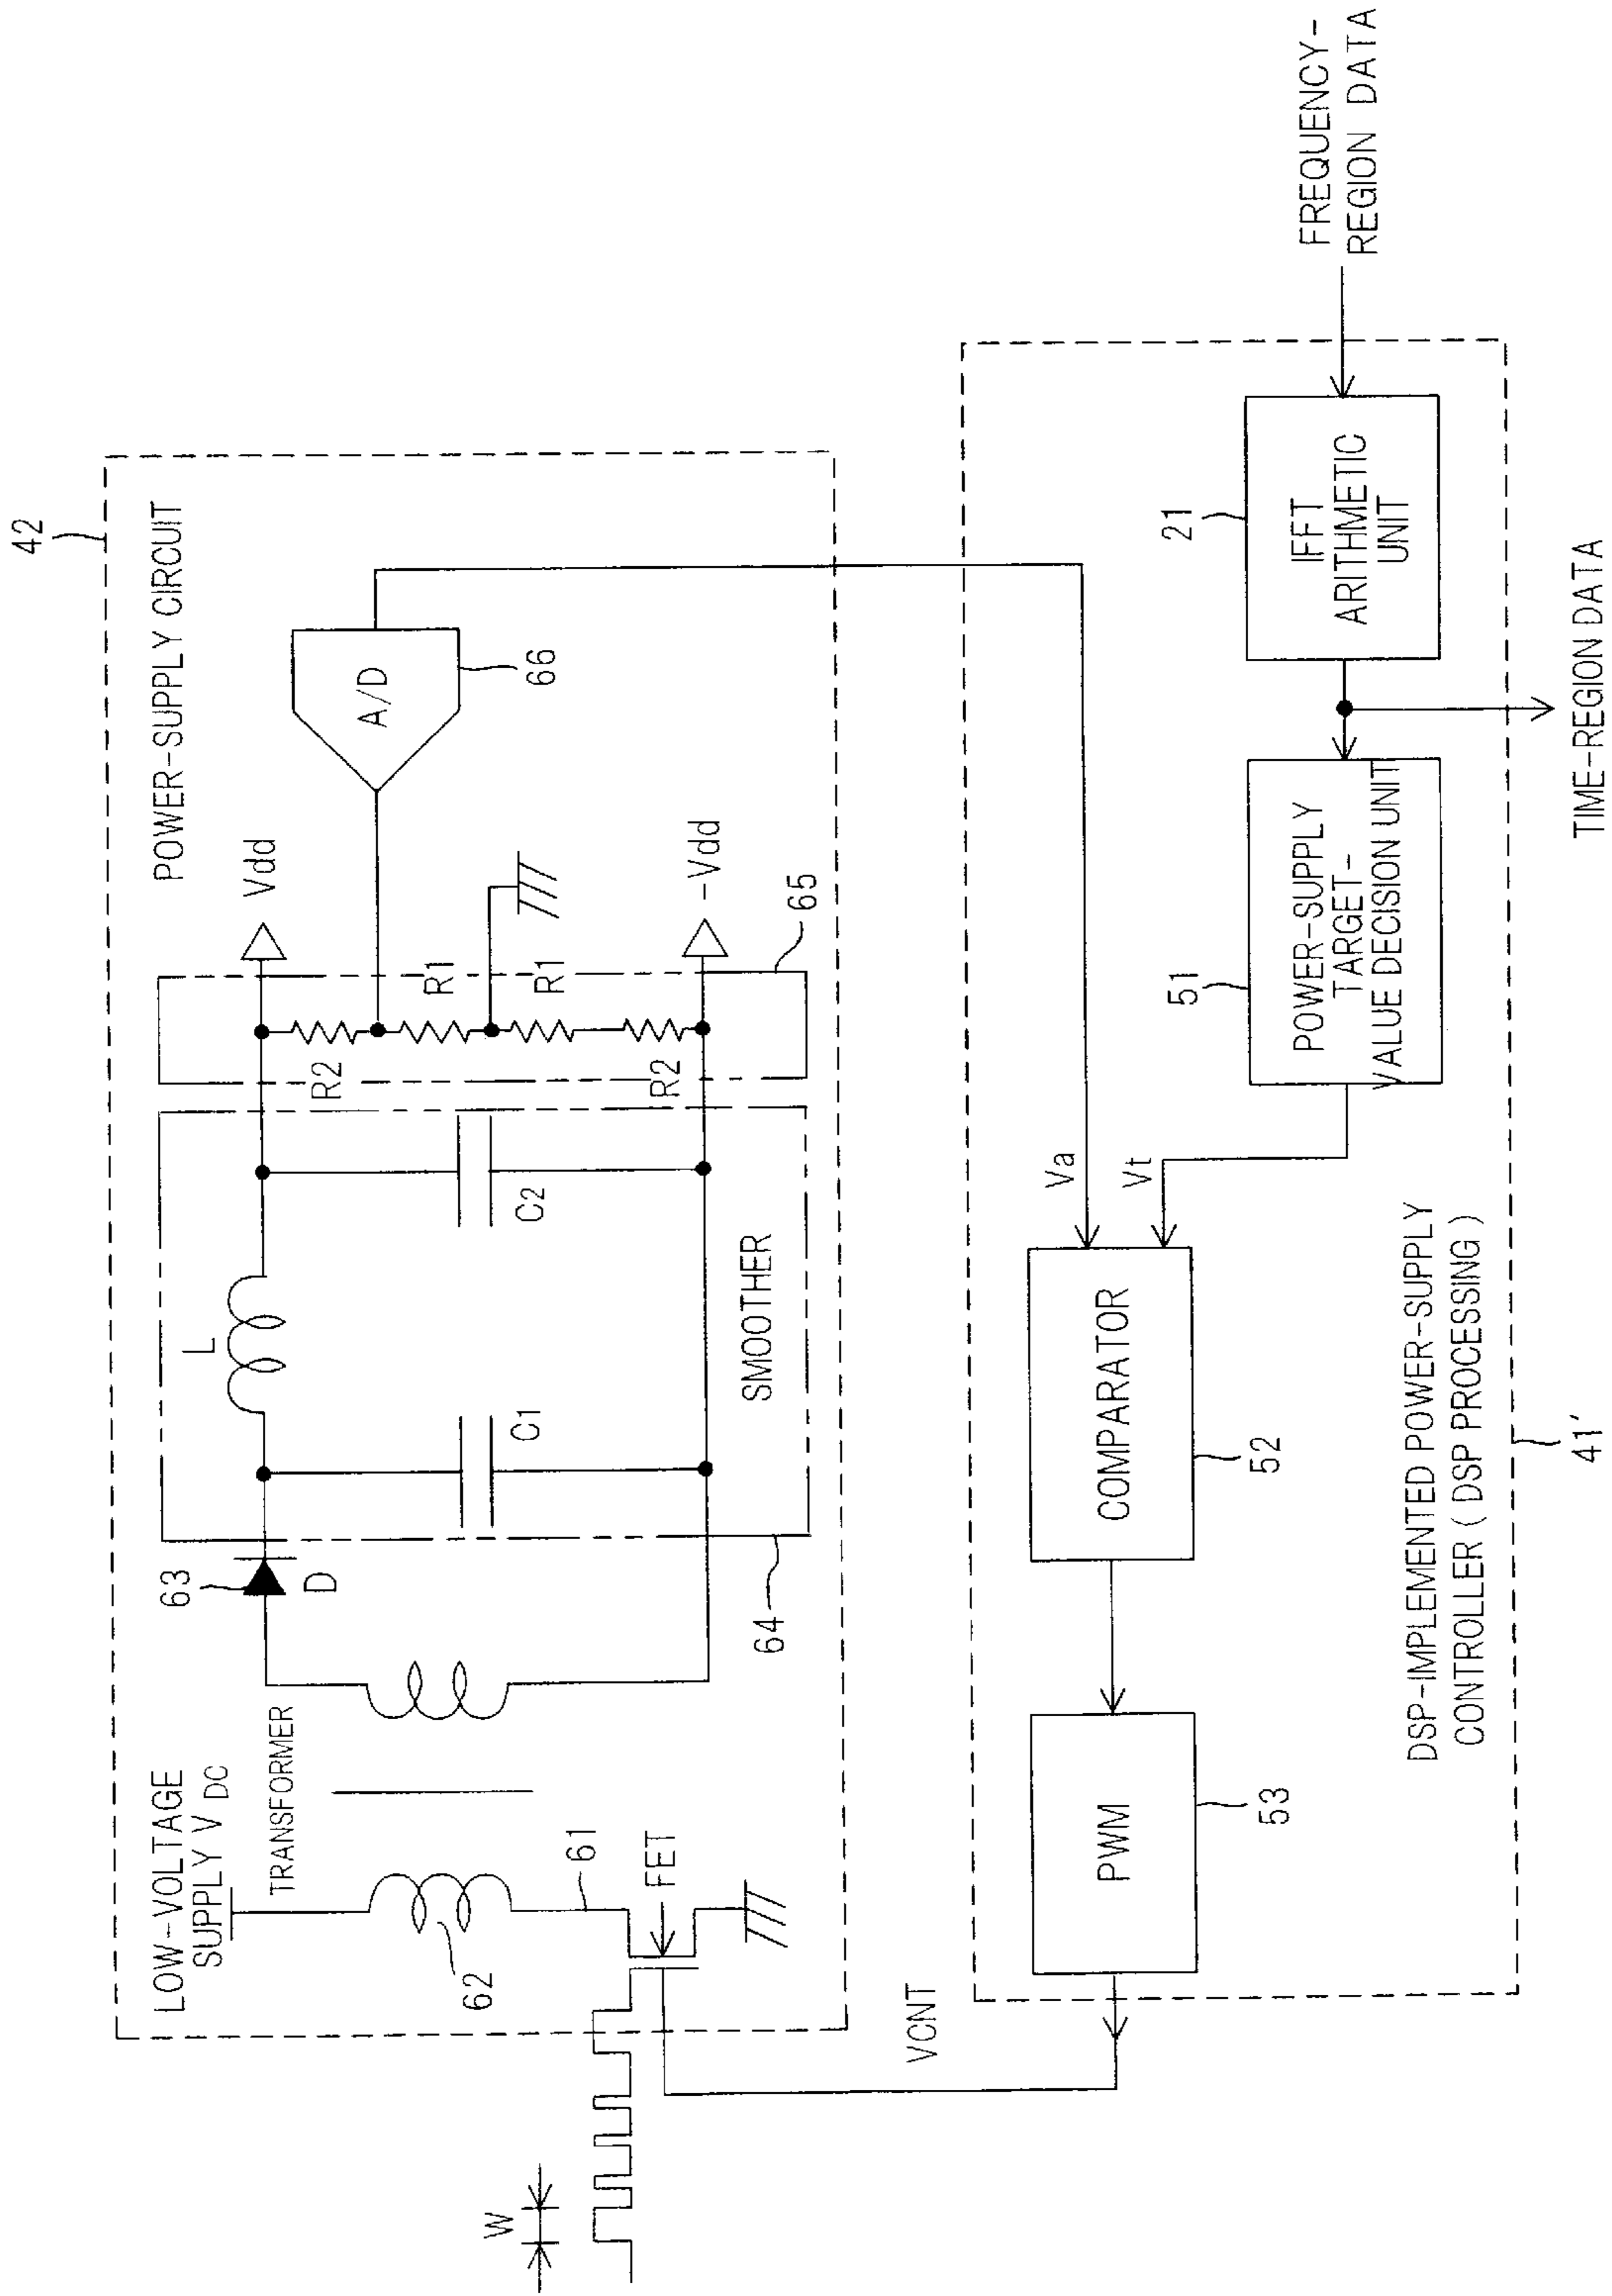 42
POWER-SUPPLY CIRCUIT
LOW-VOLTAGE
SUPPLY V DC
TRANSFORMER
62
61
FET
W
63
D
L
C1
C2
SMOOTHER
64
R2
R1
R1
R2
65
Vdd
-Vdd
A/D
66
VCNT
PWM
53
COMPARATOR
52
Va
Vt
51
POWER-SUPPLY
TARGET-
VALUE DECISION UNIT
21
IFFT
ARITHMETIC
UNIT
FREQUENCY-
REGION DATA
TIME-REGION DATA
DSP-IMPLEMENTED POWER-SUPPLY
CONTROLLER ( DSP PROCESSING )
41'